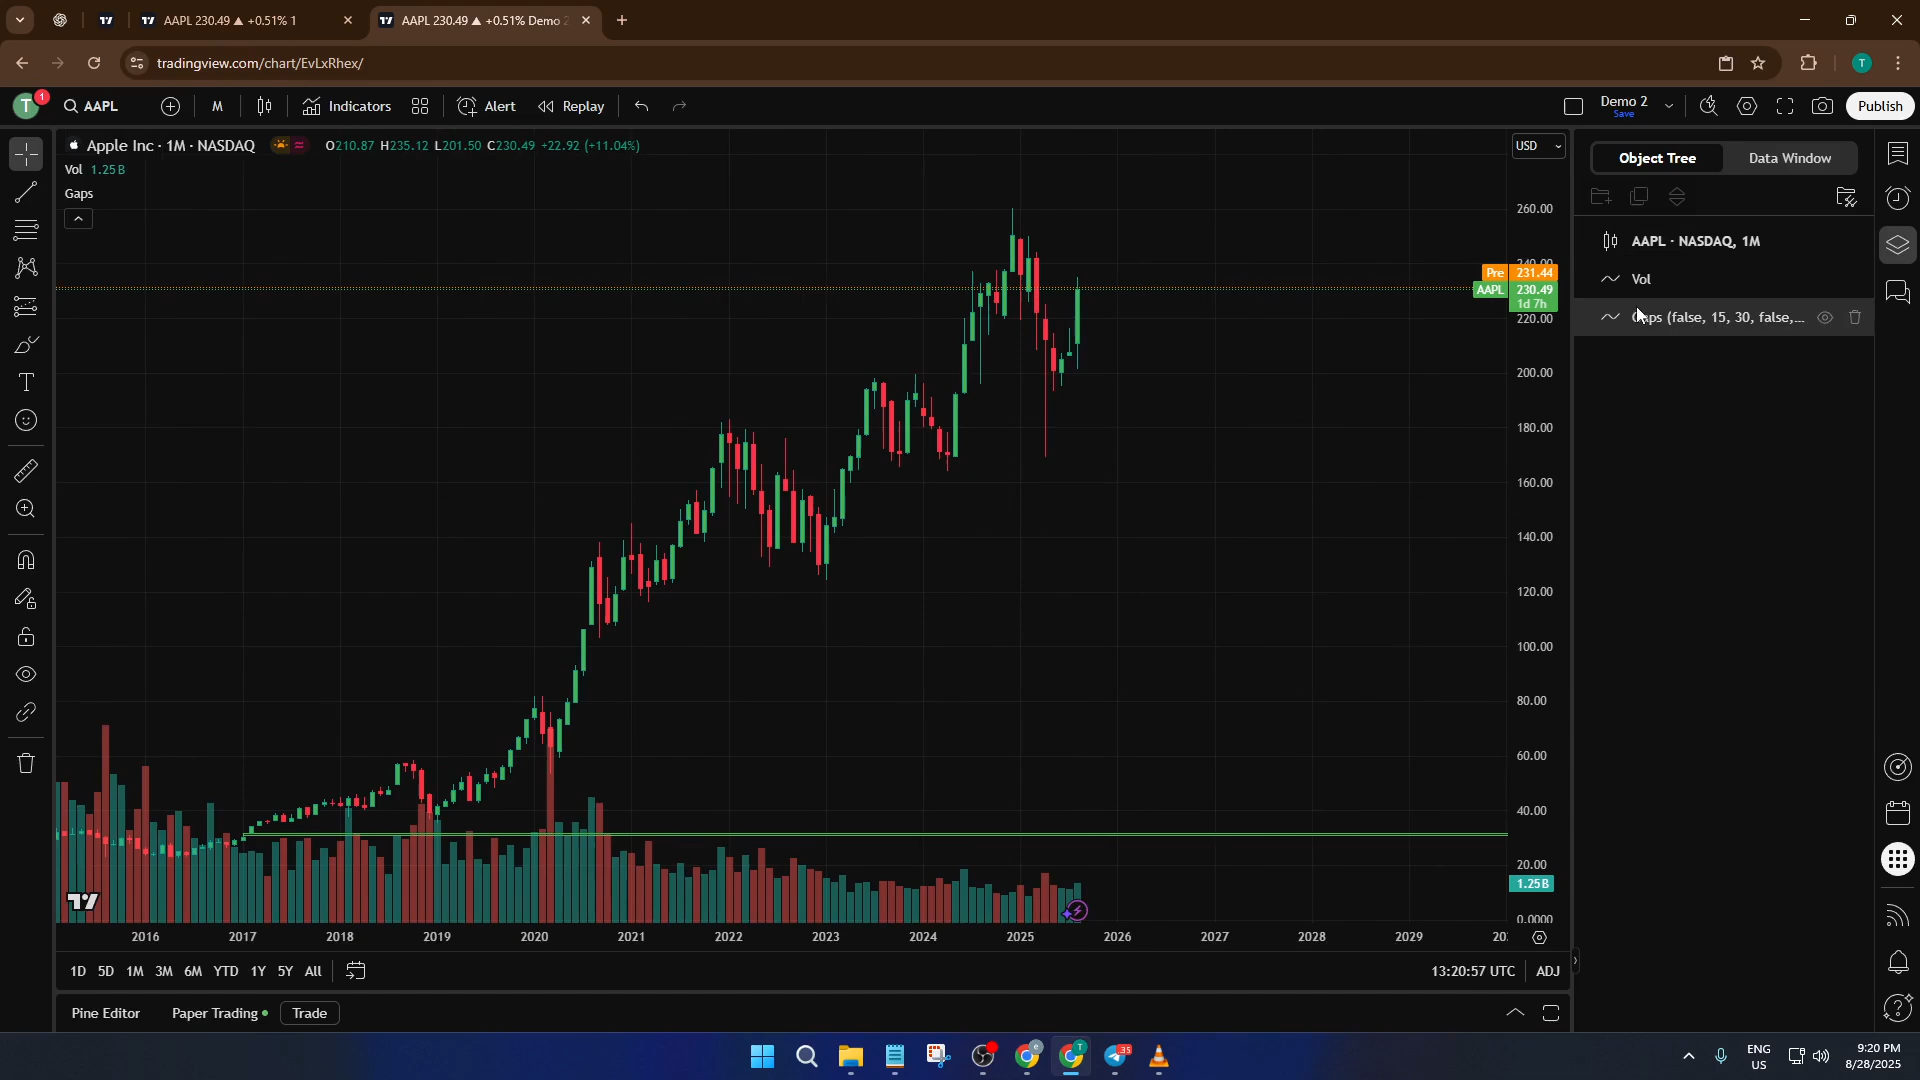 AAPL 230.49 ▲ +0.51% 1
AAPL 230.49 ▲ +0.51% Demo 2
tradingview.com/chart/EvLxRhex/
T
T
1
AAPL
M
Indicators
Alert
Replay
Demo 2
Save
Publish
Apple Inc · 1M · NASDAQ
O210.87 H235.12 L201.50 C230.49 +22.92 (+11.04%)
USD
Vol 1.25B
Gaps
Object Tree
Data Window
AAPL · NASDAQ, 1M
Vol
Gaps (false, 15, 30, false,...
260.00
240.00
Pre 231.44
AAPL 230.49
1d 7h
220.00
200.00
180.00
160.00
140.00
120.00
100.00
80.00
60.00
40.00
20.00
1.25B
0.0000
2016 2017 2018 2019 2020 2021 2022 2023 2024 2025 2026 2027 2028 2029 20
1D 5D 1M 3M 6M YTD 1Y 5Y All
13:20:57 UTC
ADJ
Pine Editor
Paper Trading
Trade
35
ENG
US
9:20 PM
8/28/2025